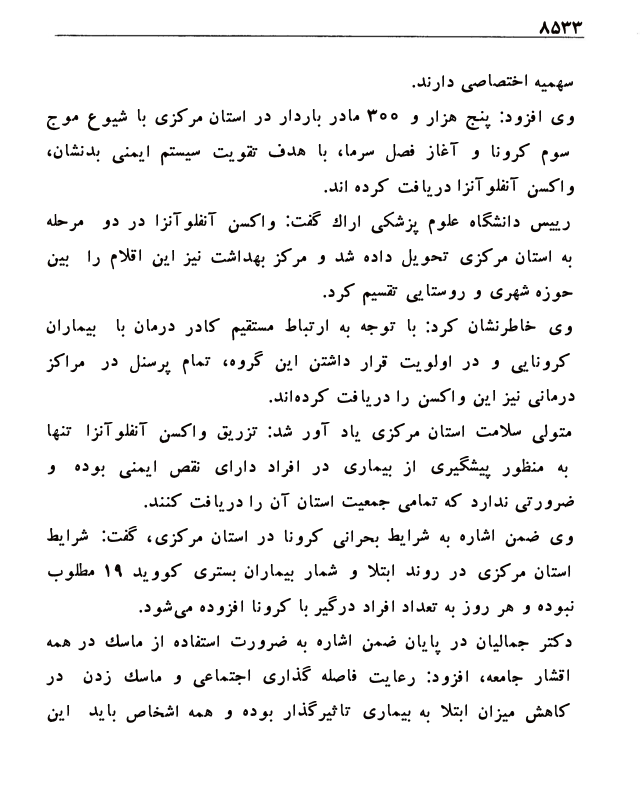 ۸۵۳۳
سهمیه اختصاصی دارند.
وی افزود: پنج هزار و ۳۰۰ مادر باردار در استان مرکزی با شیوع موج
سوم کرونا و آغاز فصل سرما، با هدف تقویت سیستم ایمنی بدنشان،
واکسن آنفلوآنزا دریافت کرده اند.
رییس دانشگاه علوم پزشکی اراك گفت: واکسن آنفلوآنزا در دو مرحله
به استان مرکزی تحویل داده شد و مرکز بهداشت نیز این اقلام را بین
حوزه شهری و روستایی تقسیم کرد.
وی خاطرنشان کرد: با توجه به ارتباط مستقیم کادر درمان با بیماران
کرونایی و در اولویت قرار داشتن این گروه، تمام پرسنل در مراکز
درمانی نیز این واکسن را دریافت کرده‌اند.
متولی سلامت استان مرکزی یاد آور شد: تزریق واکسن آنفلوآنزا تنها
به منظور پیشگیری از بیماری در افراد دارای نقص ایمنی بوده و
ضرورتی ندارد که تمامی جمعیت استان آن را دریافت کنند.
وی ضمن اشاره به شرایط بحرانی کرونا در استان مرکزی، گفت: شرایط
استان مرکزی در روند ابتلا و شمار بیماران بستری کووید ۱۹ مطلوب
نبوده و هر روز به تعداد افراد درگیر با کرونا افزوده می‌شود.
دکتر جمالیان در پایان ضمن اشاره به ضرورت استفاده از ماسك در همه
اقشار جامعه، افزود: رعایت فاصله گذاری اجتماعی و ماسك زدن در
کاهش میزان ابتلا به بیماری تاثیرگذار بوده و همه اشخاص باید این